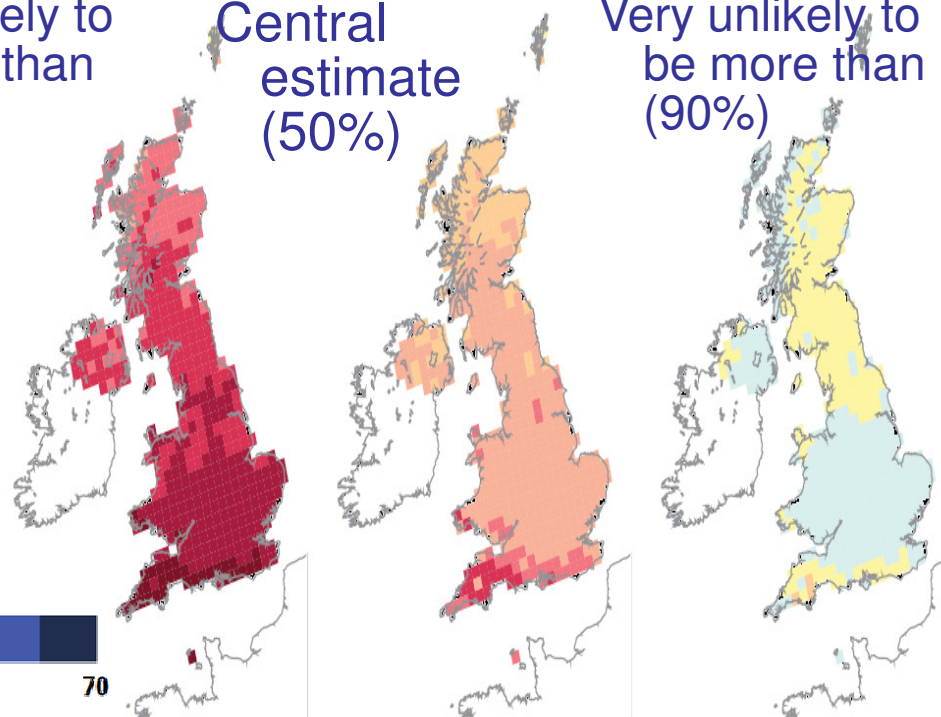 ely to
than
Central
estimate
(50%)
Very unlikely to
be more than
(90%)
70